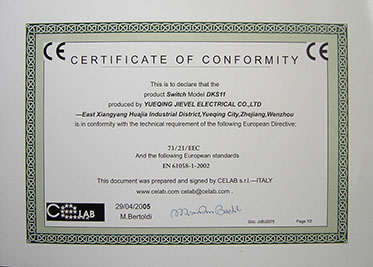 CE CERTIFICATE OF CONFORMITY CE
This is to declare that the
product Switch Model DKS11
produced by YUEQING JIEVEL ELECTRICAL CO.,LTD
—East Xiangyang Huajia Industrial District,Yueqing City,Zhejiang,Wenzhou
is in conformity with the technical requirement of the following European Directive;
73/23/EEC
And the following European standards
EN 61058-1-2002
This document was prepared and signed by CELAB s.r.l.—ITALY
www.celab.com celab@celab.com .
CELAB
29/04/2005
M.Bertoldi
Page 1/2